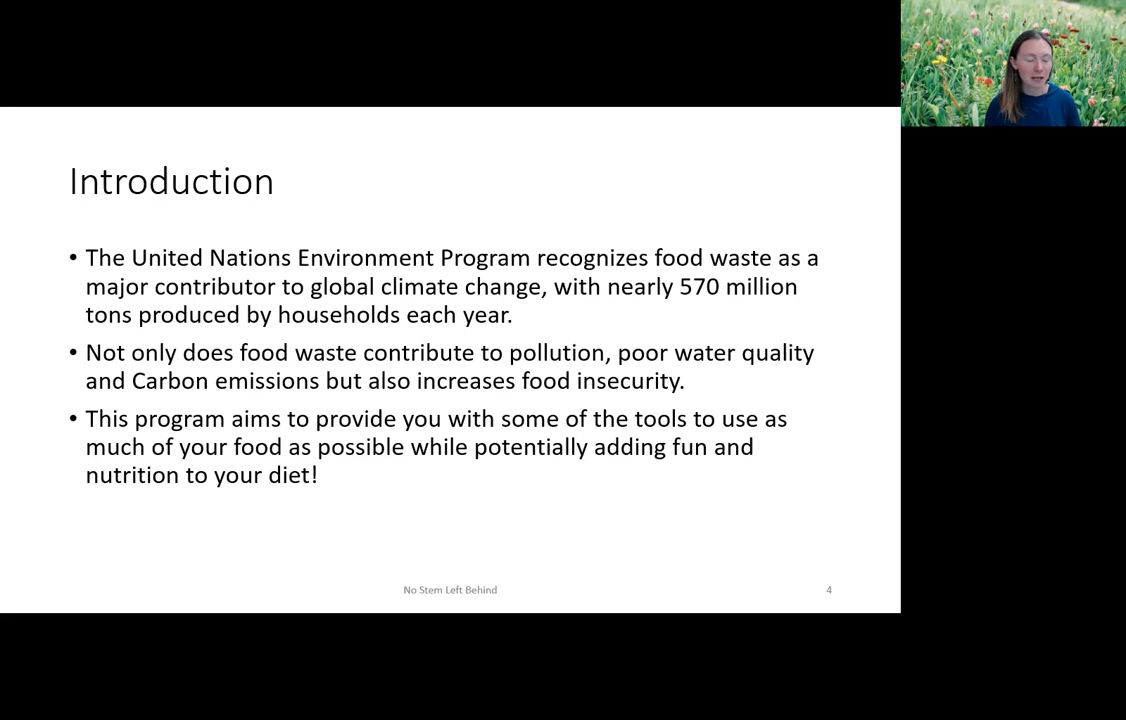 Introduction
• The United Nations Environment Program recognizes food waste as a
major contributor to global climate change, with nearly 570 million
tons produced by households each year.
• Not only does food waste contribute to pollution, poor water quality
and Carbon emissions but also increases food insecurity.
• This program aims to provide you with some of the tools to use as
much of your food as possible while potentially adding fun and
nutrition to your diet!
No Stem Left Behind
4